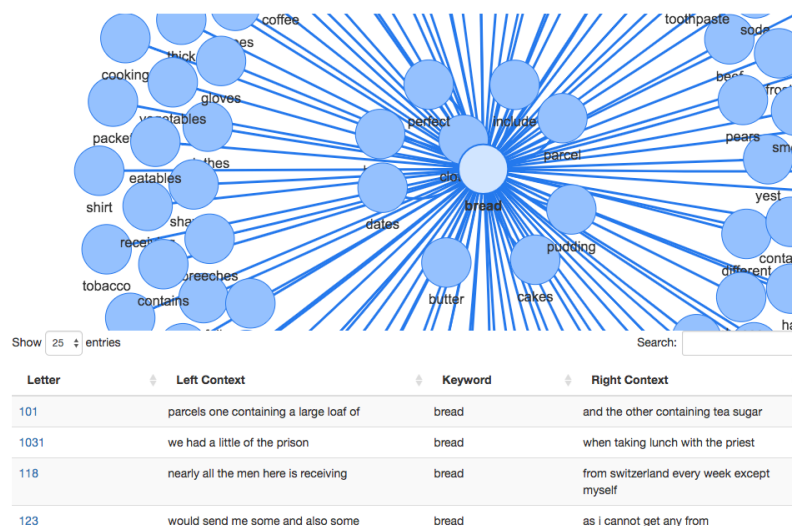 coffee
toothpaste
soda
thick
cooking
gloves
vegetables
packet
perfect
include
parcel
pears
eatables
yest
shirt
bread
dates
pudding
different
tobacco
contains
breeches
butter
cakes
Show 25 entries
Search:
Letter Left Context Keyword Right Context
101 parcels one containing a large loaf of bread and the other containing tea sugar
1031 we had a little of the prison bread when taking lunch with the priest
118 nearly all the men here is receiving bread from switzerland every week except
myself
123 would send me some and also some bread as i cannot get any from